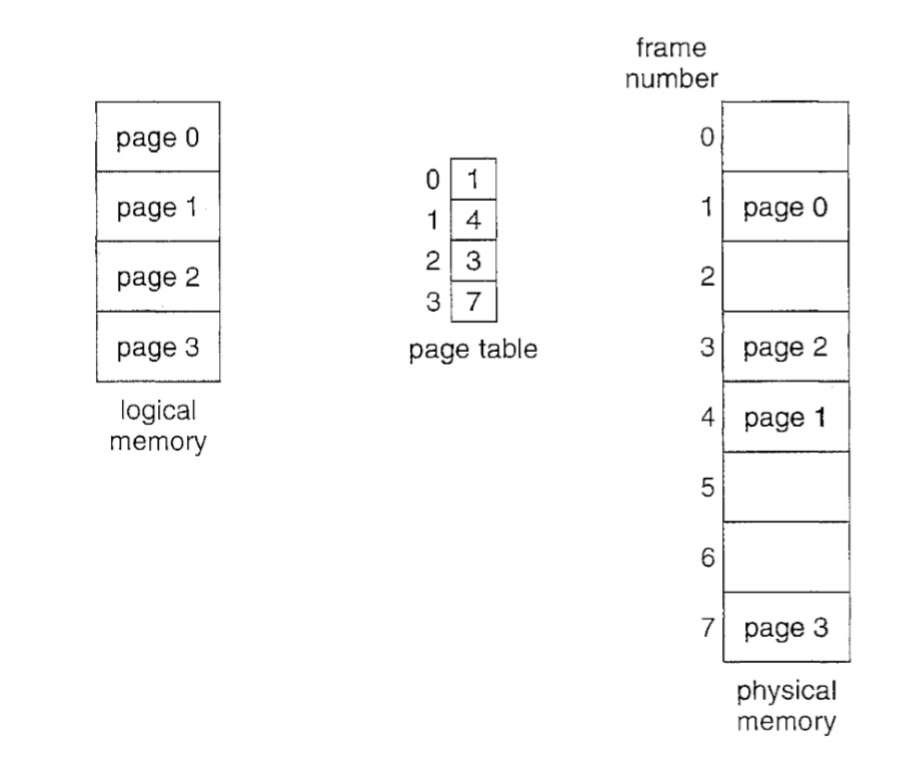 frame
number
page 0
page 1
page 2
page 3
logical
memory
0 1
1 4
2 3
3 7
page table
0
1 page 0
2
3 page 2
4 page 1
5
6
7 page 3
physical
memory